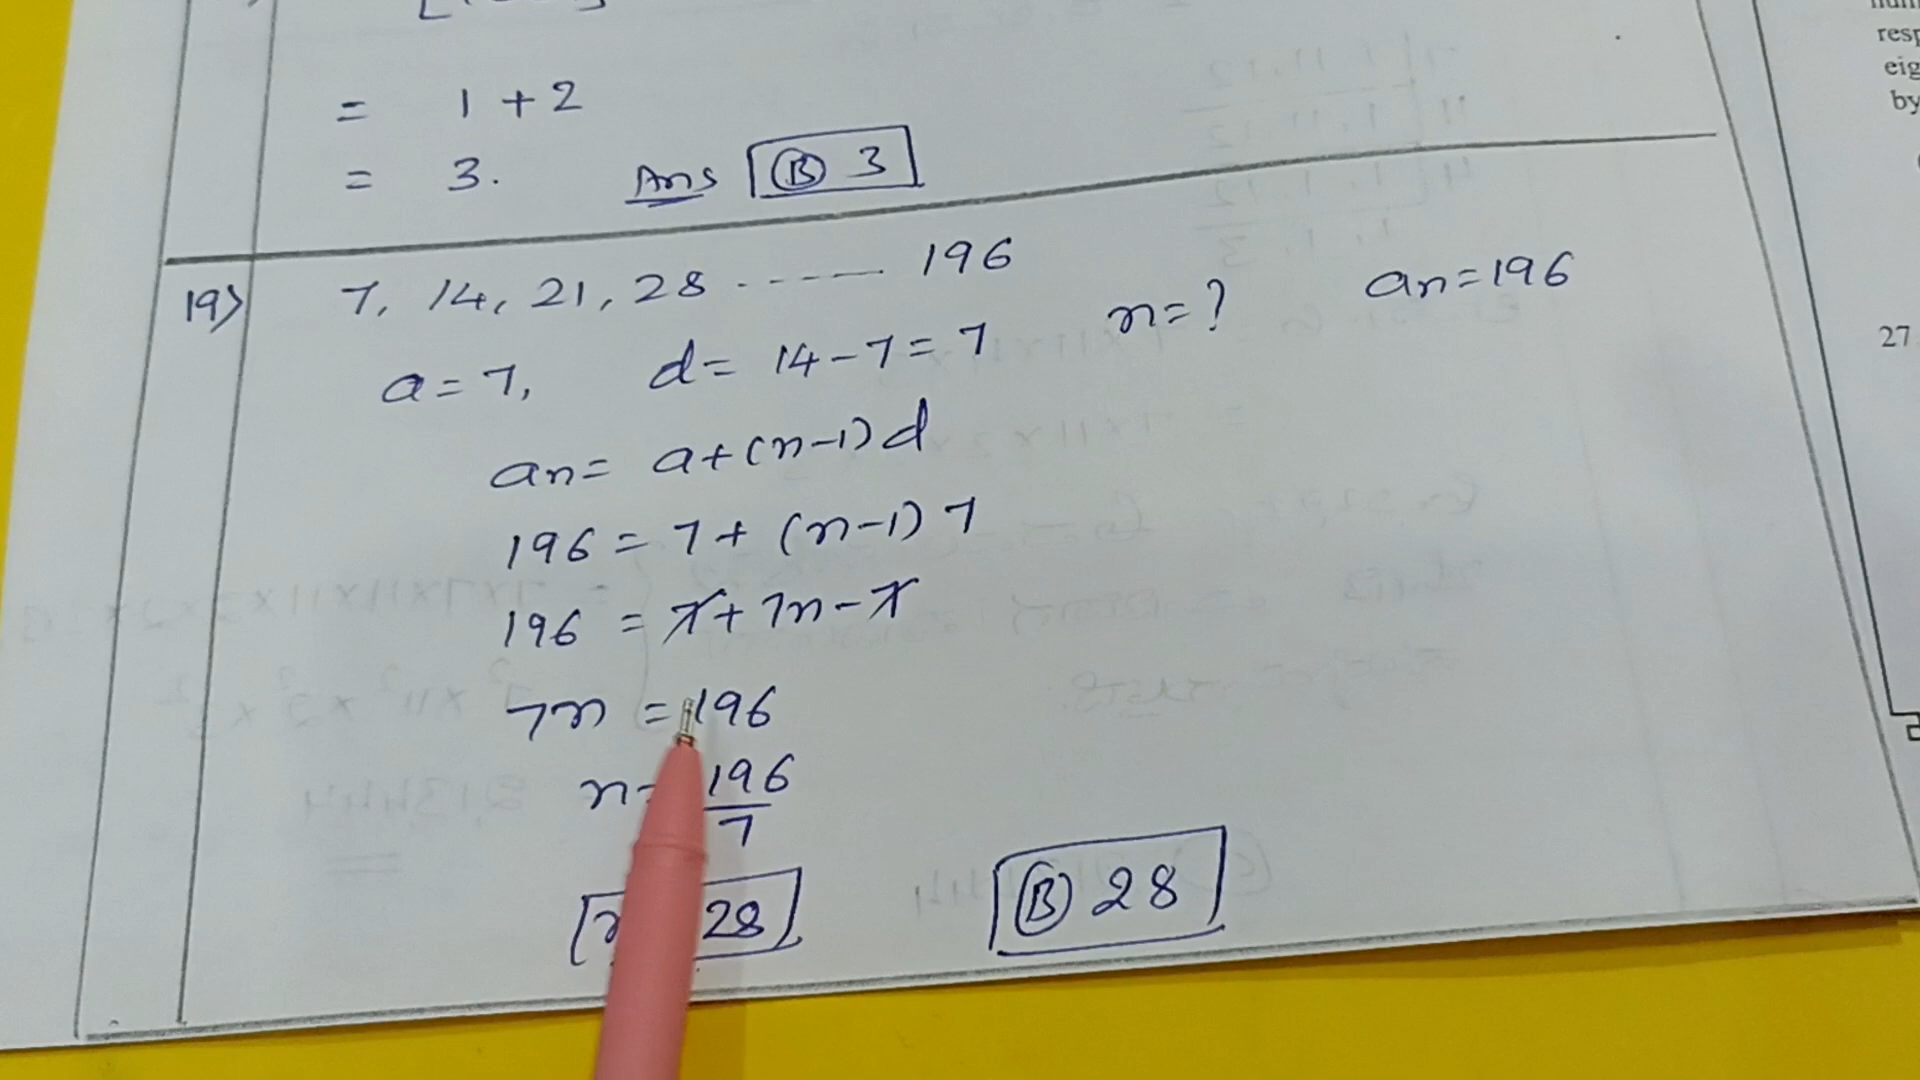 = 1 + 2
= 3. Ans Ⓑ 3
19) 7, 14, 21, 28 ------ 196
a = 7, d = 14 - 7 = 7 n = ? an = 196
an = a + (n-1) d
196 = 7 + (n-1) 7
196 = 7 + 7n - 7
7n = 196
n = 196/7
28 Ⓑ 28
resp
eig
by
27